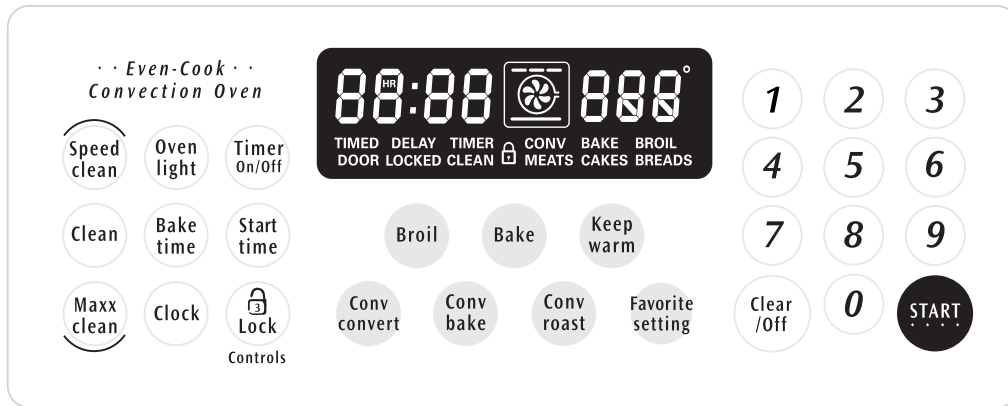 · · Even-Cook · ·
Convection Oven
Speed
clean
Oven
light
Timer
On/Off
Clean
Bake
time
Start
time
Maxx
clean
Clock
3
Lock
Controls
88:88 888°
HR
TIMED DELAY TIMER CONV BAKE BROIL
DOOR LOCKED CLEAN MEATS CAKES BREADS
Broil
Bake
Keep
warm
Conv
convert
Conv
bake
Conv
roast
Favorite
setting
1 2 3
4 5 6
7 8 9
Clear
/Off
0
START